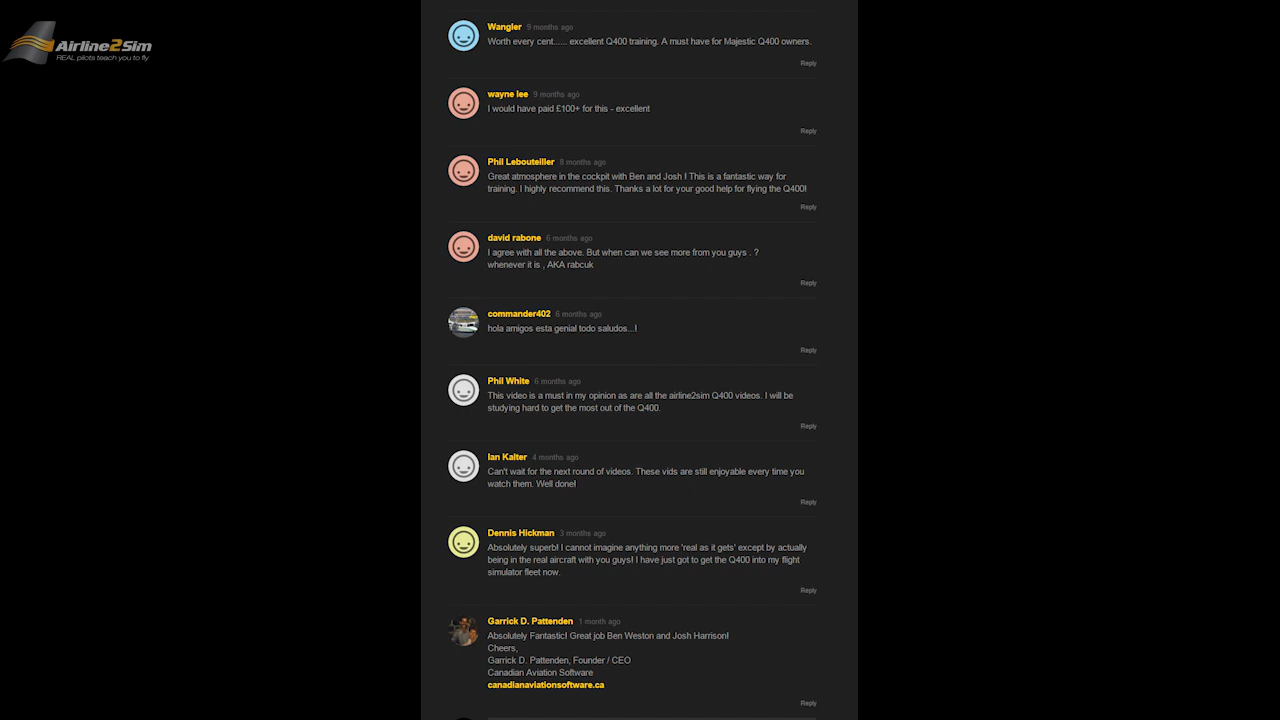 Airline2Sim
REAL pilots teach you to fly
Wangler 9 months ago
Worth every cent...... excellent Q400 training. A must have for Majestic Q400 owners.
Reply
wayne lee 9 months ago
I would have paid £100+ for this - excellent
Reply
Phil Lebouteiller 8 months ago
Great atmosphere in the cockpit with Ben and Josh ! This is a fantastic way for
training. I highly recommend this. Thanks a lot for your good help for flying the Q400!
Reply
david rabone 6 months ago
I agree with all the above. But when can we see more from you guys . ?
whenever it is , AKA rabcuk
Reply
commander402 6 months ago
hola amigos esta genial todo saludos...!
Reply
Phil White 6 months ago
This video is a must in my opinion as are all the airline2sim Q400 videos. I will be
studying hard to get the most out of the Q400.
Reply
Ian Kalter 4 months ago
Can't wait for the next round of videos. These vids are still enjoyable every time you
watch them. Well done!
Reply
Dennis Hickman 3 months ago
Absolutely superb! I cannot imagine anything more 'real as it gets' except by actually
being in the real aircraft with you guys! I have just got to get the Q400 into my flight
simulator fleet now.
Reply
Garrick D. Pattenden 1 month ago
Absolutely Fantastic! Great job Ben Weston and Josh Harrison!
Cheers,
Garrick D. Pattenden, Founder / CEO
Canadian Aviation Software
canadianaviationsoftware.ca
Reply